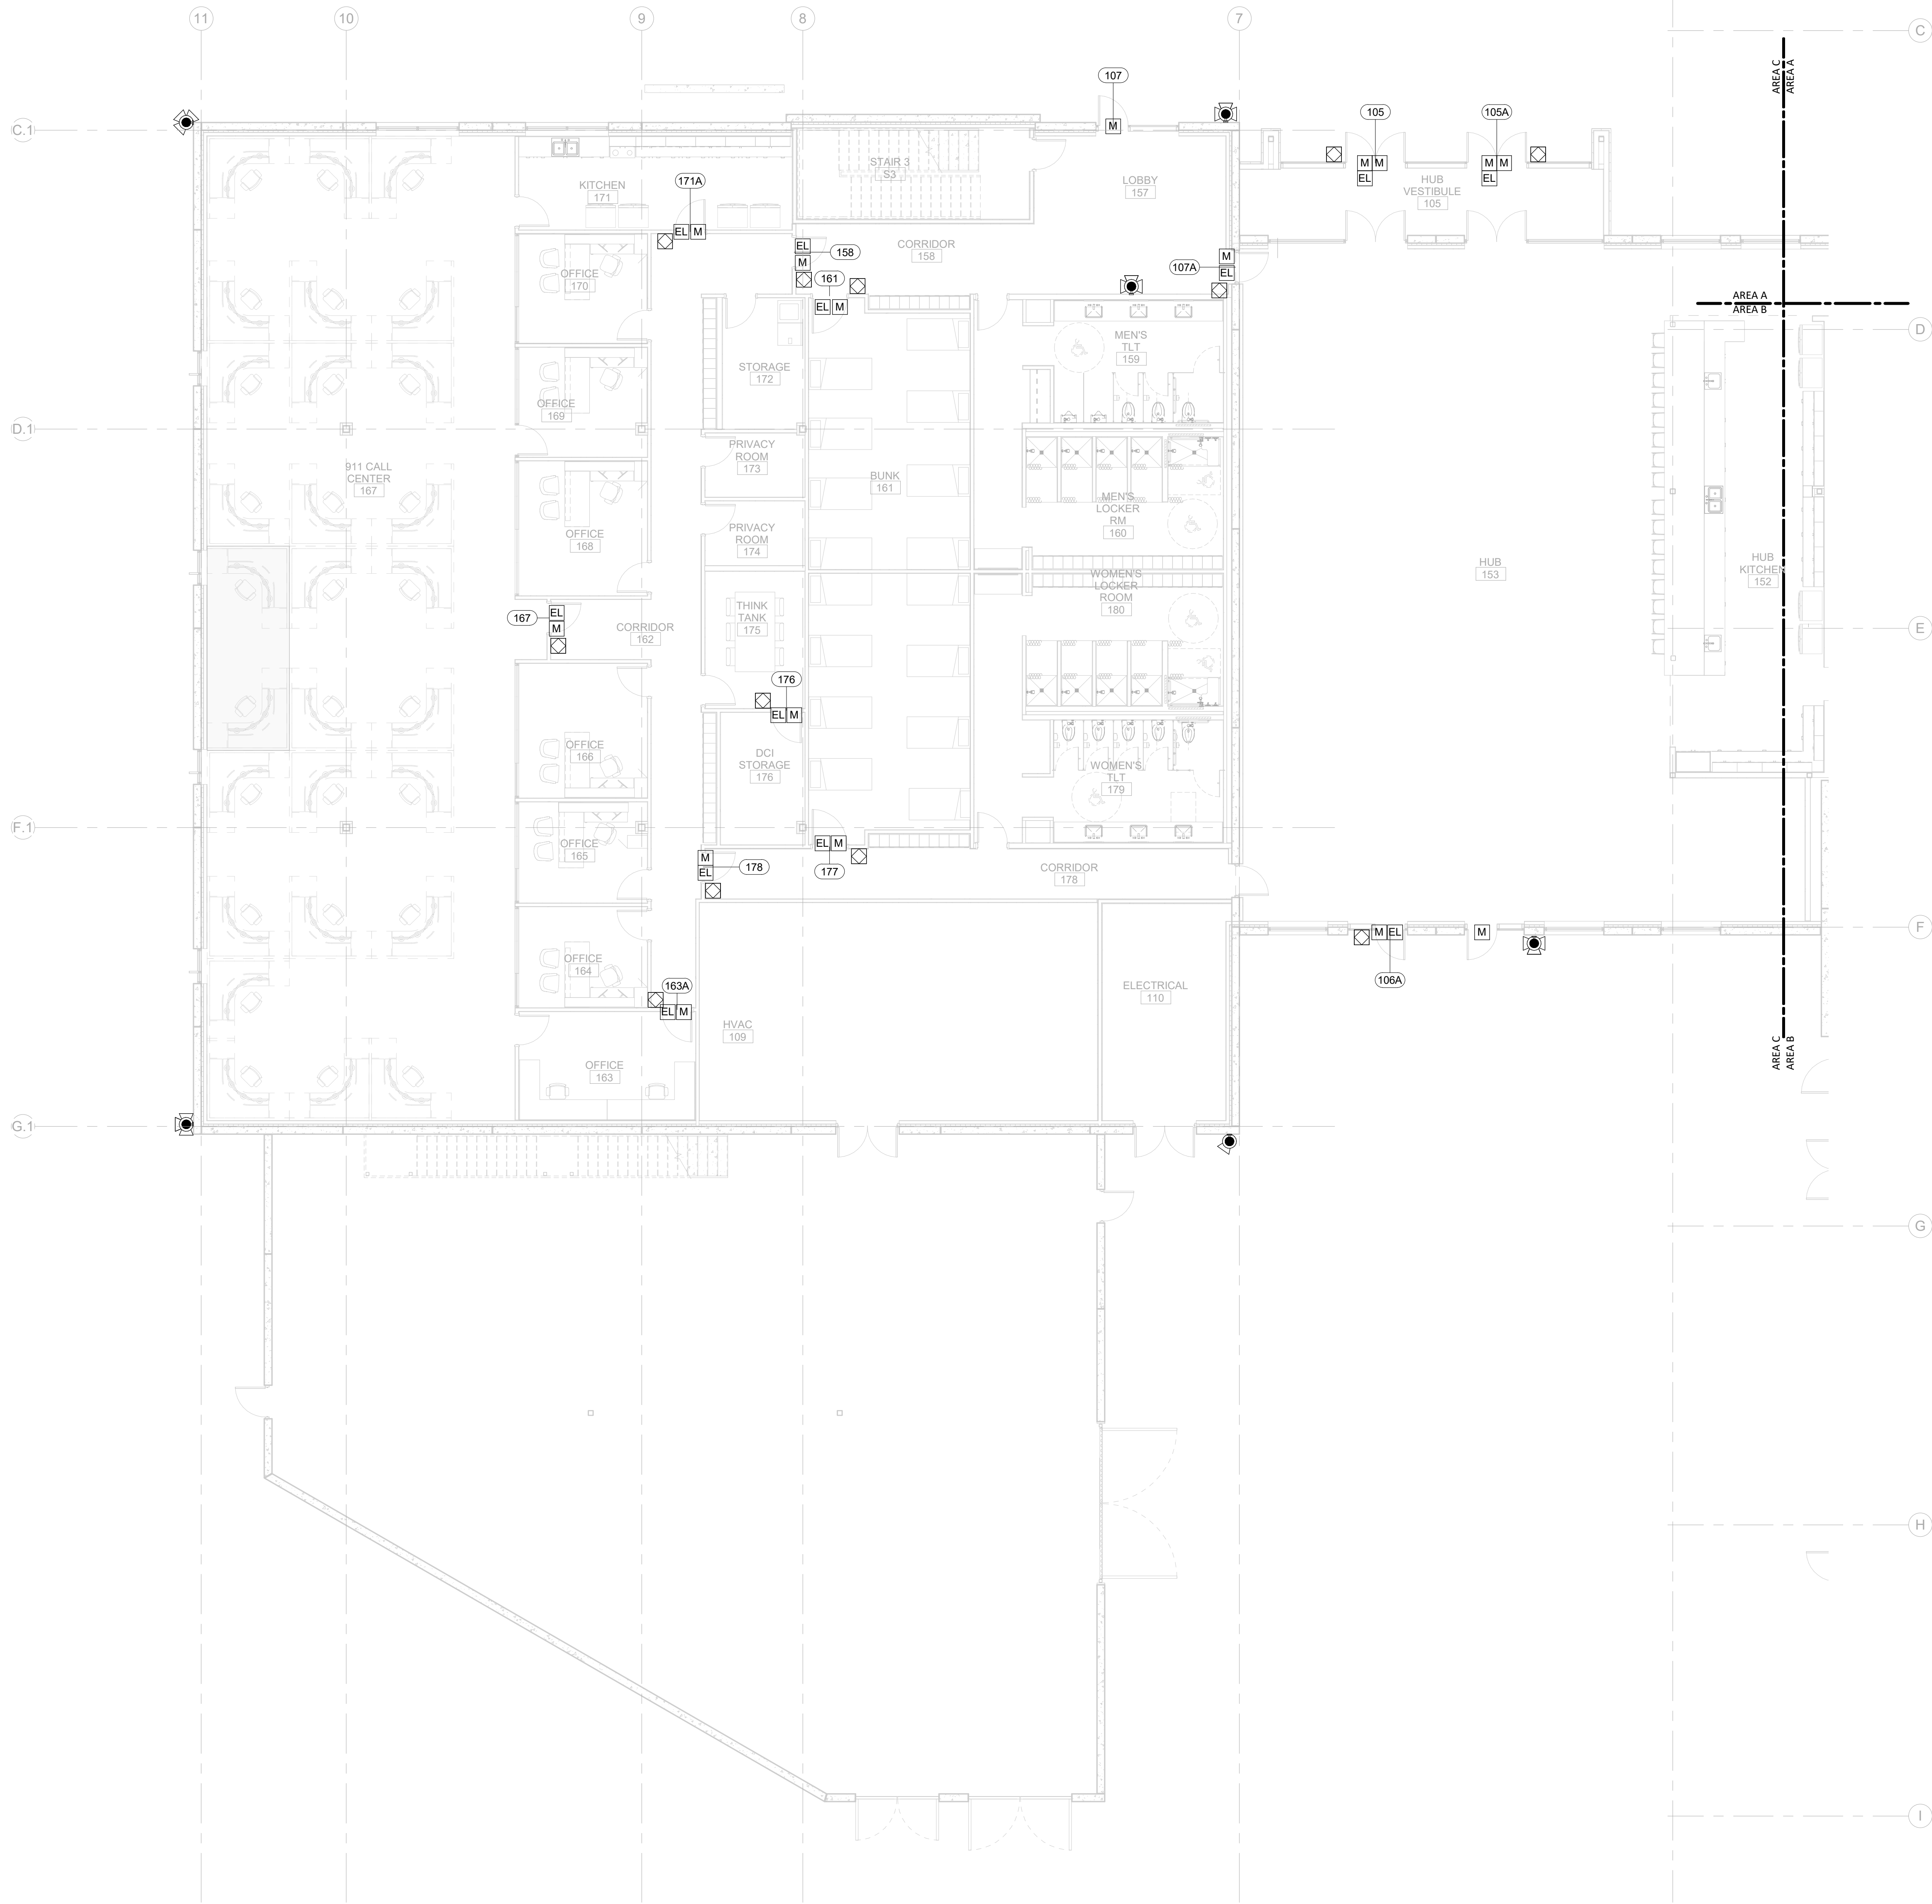 11
10
9
8
7
C
AREA C
AREA A
107
105
105A
C.1
M
STAIR 3
S3
M M
EL
M M
EL
KITCHEN
171
171A
LOBBY
157
HUB
VESTIBULE
105
EL M
EL
M
158
CORRIDOR
158
M
EL
107A
OFFICE
170
161
EL M
AREA A
AREA B
D
MEN'S
TLT
159
STORAGE
172
OFFICE
169
D.1
PRIVACY
ROOM
173
911 CALL
CENTER
167
BUNK
161
MEN'S
LOCKER
RM
160
OFFICE
168
PRIVACY
ROOM
174
HUB
153
HUB
KITCHEN
152
WOMEN'S
LOCKER
ROOM
180
THINK
TANK
175
167
EL
M
CORRIDOR
162
E
176
EL M
OFFICE
166
DCI
STORAGE
176
WOMEN'S
TLT
179
F.1
OFFICE
165
EL M
177
M
EL
178
CORRIDOR
178
F
M EL
M
106A
OFFICE
164
163A
EL M
ELECTRICAL
110
HVAC
109
OFFICE
163
AREA C
AREA B
G.1
G
H
I